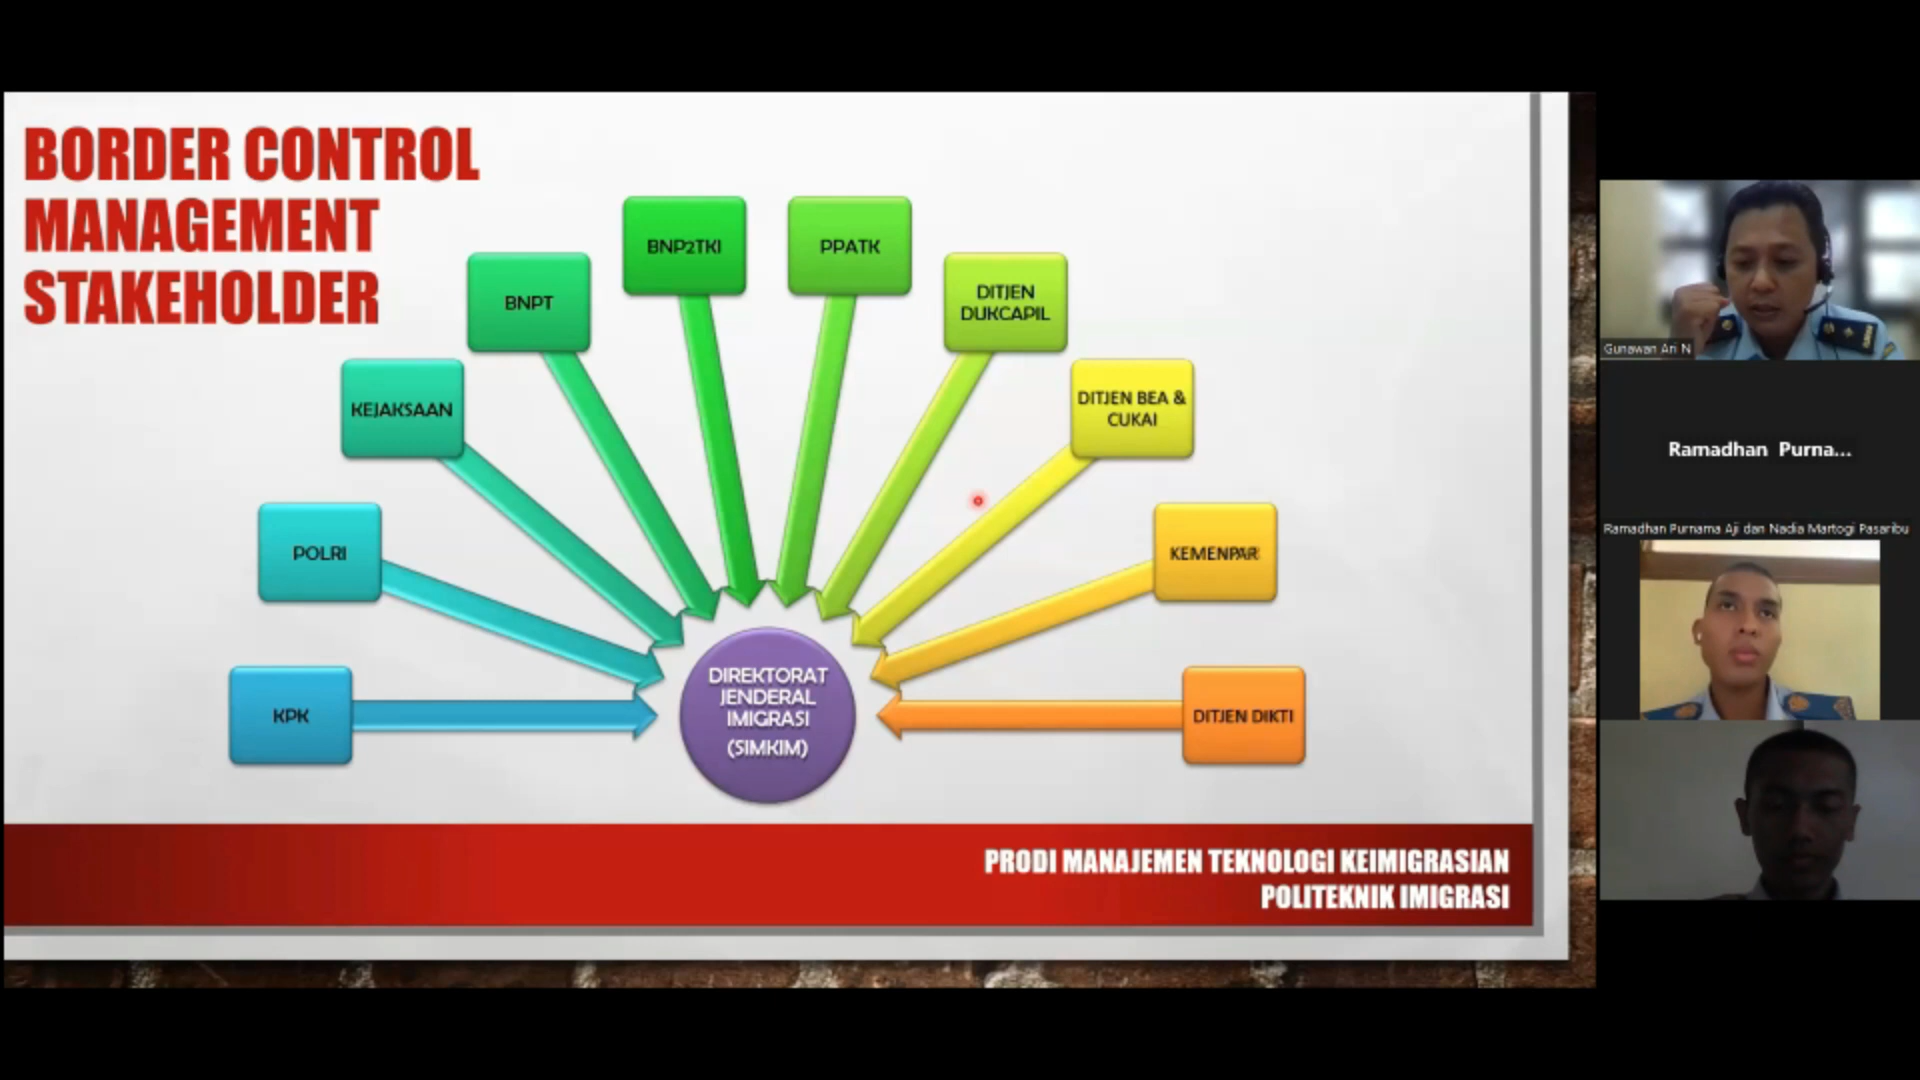 BORDER CONTROL
MANAGEMENT
STAKEHOLDER
KPK
POLRI
KEJAKSAAN
BNPT
BNP2TKI
PPATK
DITJEN
DUKCAPIL
DITJEN BEA &
CUKAI
KEMENPAR
DITJEN DIKTI
DIREKTORAT
JENDERAL
IMIGRASI
(SIMKIM)
PRODI MANAJEMEN TEKNOLOGI KEIMIGRASIAN
POLITEKNIK IMIGRASI
Gunawan Ari N
Ramadhan Purna...
Ramadhan Purnama Aji dan Nadia Martogi Pasaribu